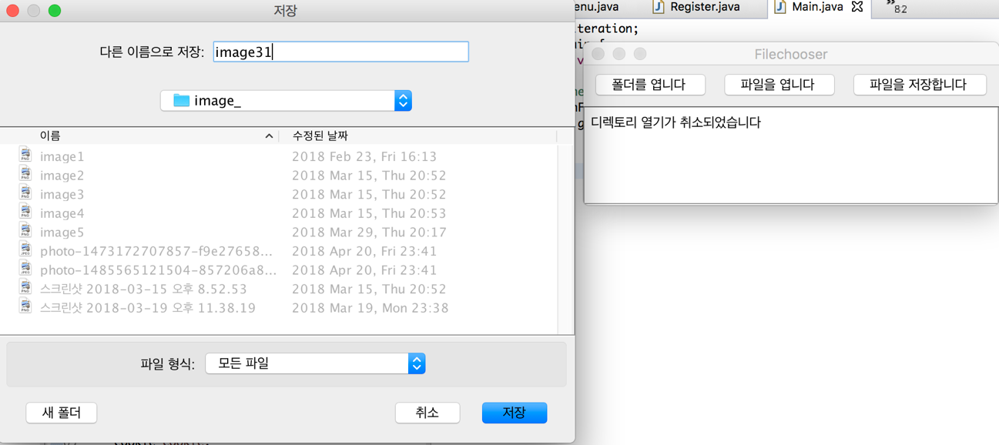 저장
다른 이름으로 저장: image31
image_
이름 수정된 날짜
image1 2018 Feb 23, Fri 16:13
image2 2018 Mar 15, Thu 20:52
image3 2018 Mar 15, Thu 20:52
image4 2018 Mar 15, Thu 20:53
image5 2018 Mar 29, Thu 20:17
photo-1473172707857-f9e27658... 2018 Apr 20, Fri 23:41
photo-1485565121504-857206a8... 2018 Apr 20, Fri 23:41
스크린샷 2018-03-15 오후 8.52.53 2018 Mar 15, Thu 20:52
스크린샷 2018-03-19 오후 11.38.19 2018 Mar 19, Mon 23:38
파일 형식: 모든 파일
새 폴더 취소 저장
enu.java Register.java Main.java 82
teration;
Filechooser
폴더를 엽니다 파일을 엽니다 파일을 저장합니다
디렉토리 열기가 취소되었습니다